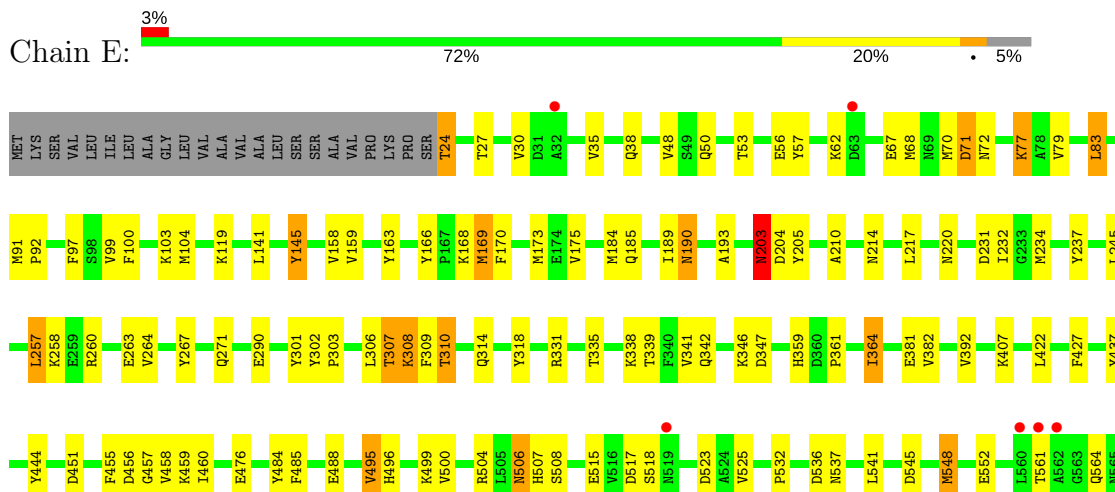 3%
Chain E:
72% 20% • 5%
MET LYS SER VAL LEU ILE LEU ALA GLY LEU VAL ALA VAL ALA LEU SER SER ALA VAL PRO LYS PRO SER T24 T27 V30 D31 A32 V35 Q38 V48 S49 Q50 T53 E56 Y57 K62 D63 E67 M68 N69 M70 D71 N72 K77 A78 V79 L83
M91 P92 F97 S98 V99 F100 K103 M104 K119 L141 Y145 V158 V159 Y163 Y166 P167 K168 M169 F170 M173 E174 V175 M184 Q185 I189 N190 A193 N203 D204 Y205 A210 N214 L217 N220 D231 I232 G233 M234 Y237
L257 K258 E259 R260 E263 V264 Y267 Q271 E290 Y301 Y302 P303 L306 T307 K308 F309 T310 Q314 Y318 R331 T335 K338 T339 F340 V341 Q342 K346 D347 H359 D360 P361 I364 E381 V382 V392 K407 L422 F427
Y444 D451 F455 D456 G457 V458 K459 I460 E476 Y484 F485 E488 V495 H496 K499 V500 R504 L505 N506 H507 S508 E515 V516 D517 S518 N519 D523 A524 V525 P532 D536 N537 L541 D545 M548 E552 L560 T561 A562 G563 Q564